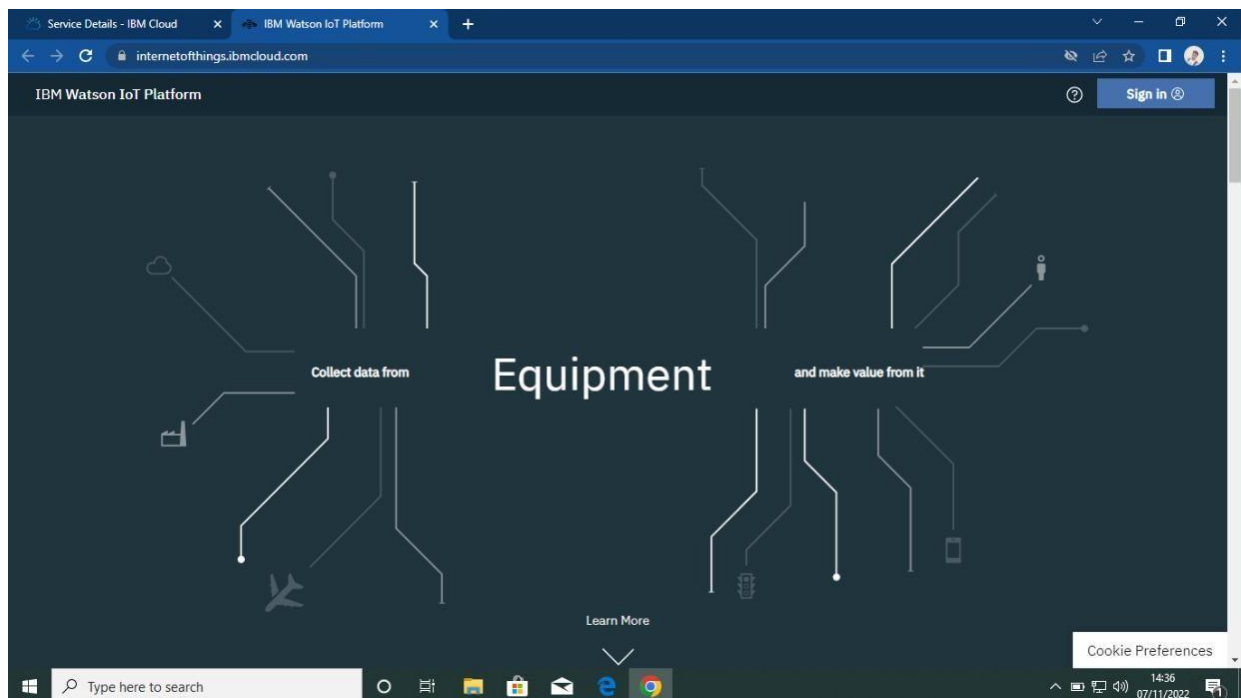 Service Details - IBM Cloud
IBM Watson IoT Platform
internetofthings.ibmcloud.com
IBM Watson IoT Platform
Sign in
Collect data from
Equipment
and make value from it
Learn More
Cookie Preferences
Type here to search
14:36
07/11/2022
1